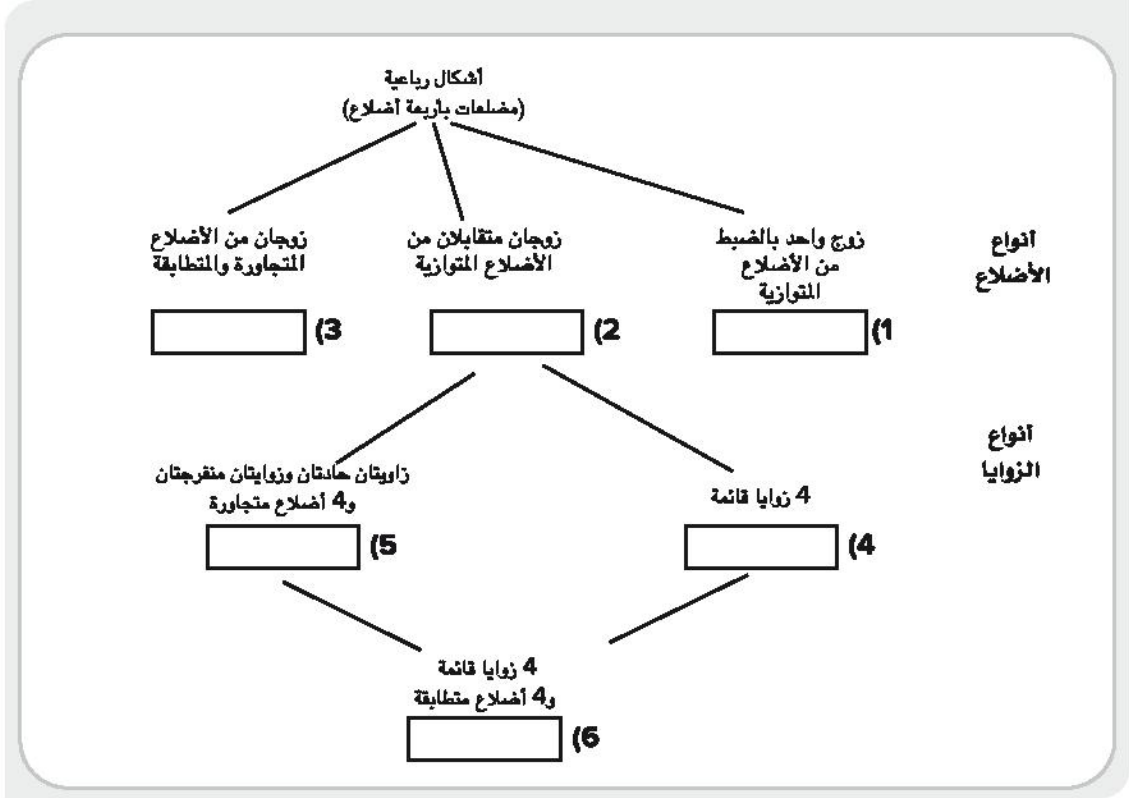 أشكال رباعية
(مضلعات بأربعة أضلاع)
أنواع
الأضلاع
زوج واحد بالضبط
من الأضلاع
المتوازية
(1
زوجان متقابلان من
الأضلاع المتوازية
(2
زوجان من الأضلاع
المتجاورة والمتطابقة
(3
أنواع
الزوايا
4 زوايا قائمة
(4
زاويتان حادتان وزوايتان منفرجتان
و4 أضلاع متجاورة
(5
4 زوايا قائمة
و4 أضلاع متطابقة
(6